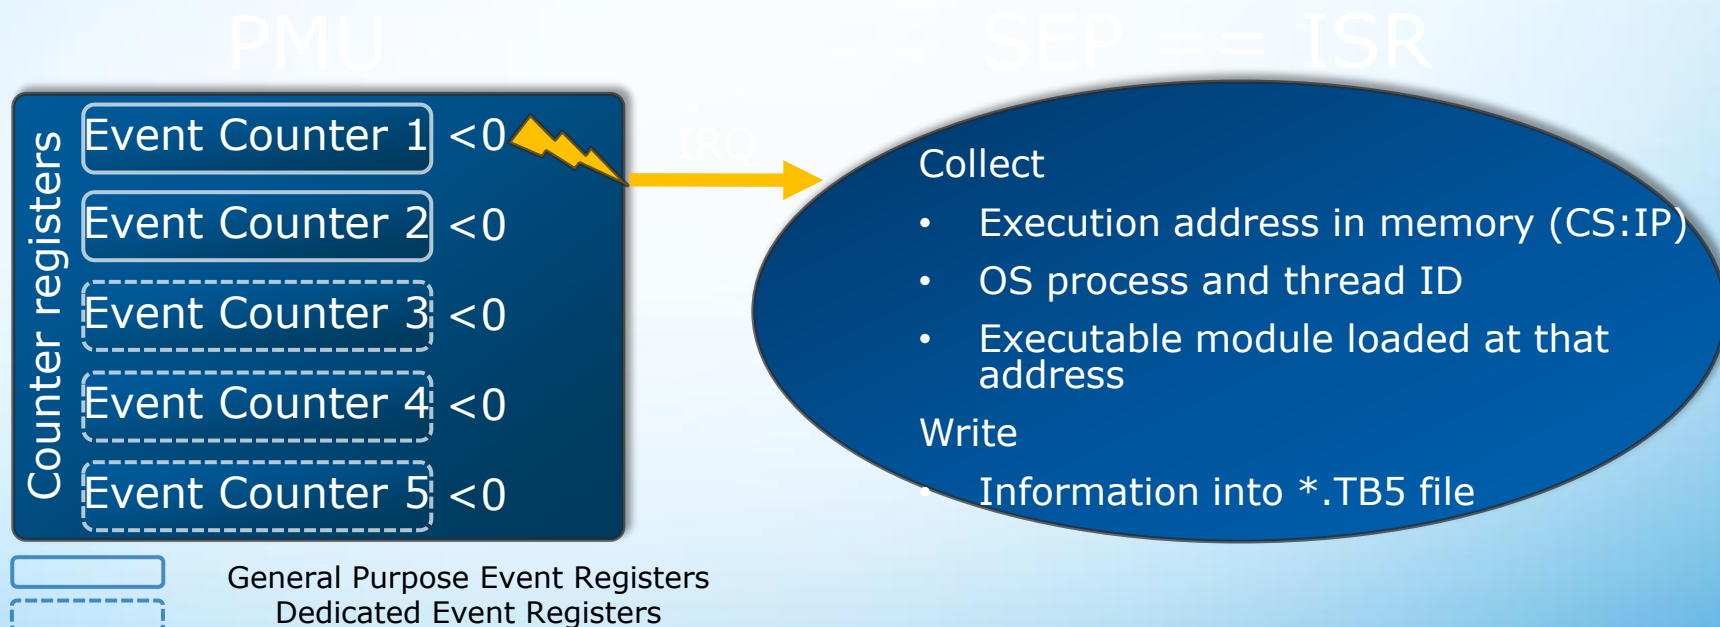 PMU
SEP == ISR
Counter registers
Event Counter 1 <0
Event Counter 2 <0
Event Counter 3 <0
Event Counter 4 <0
Event Counter 5 <0
IRQ
Collect
• Execution address in memory (CS:IP)
• OS process and thread ID
• Executable module loaded at that
address
Write
• Information into *.TB5 file
General Purpose Event Registers
Dedicated Event Registers